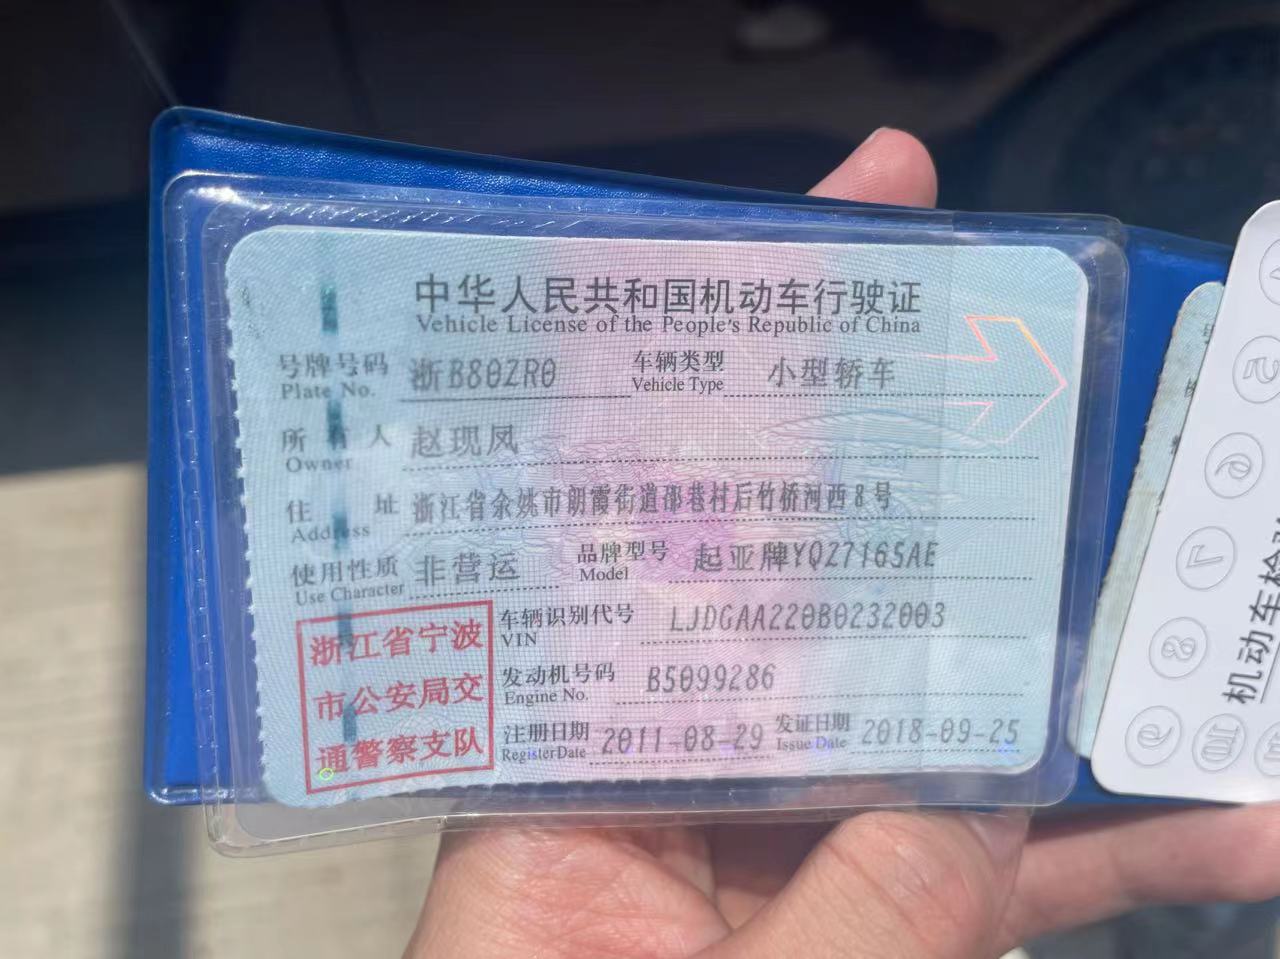 中华人民共和国机动车行驶证
Vehicle License of the People's Republic of China
号牌号码 浙B80ZR0 车辆类型 小型轿车
Plate No. Vehicle Type
所有人 赵现凤
Owner
住址 浙江省余姚市朗霞街道邵巷村后竹桥河西8号
Address
使用性质 非营运 品牌型号 起亚牌YQZ7165AE
Use Character Model
浙江省宁波
市公安局交
通警察支队
车辆识别代号 LJDGAA220B0232003
VIN
发动机号码 B5099286
Engine No.
注册日期 2011-08-29 发证日期 2018-09-25
Register Date Issue Date
机动车检